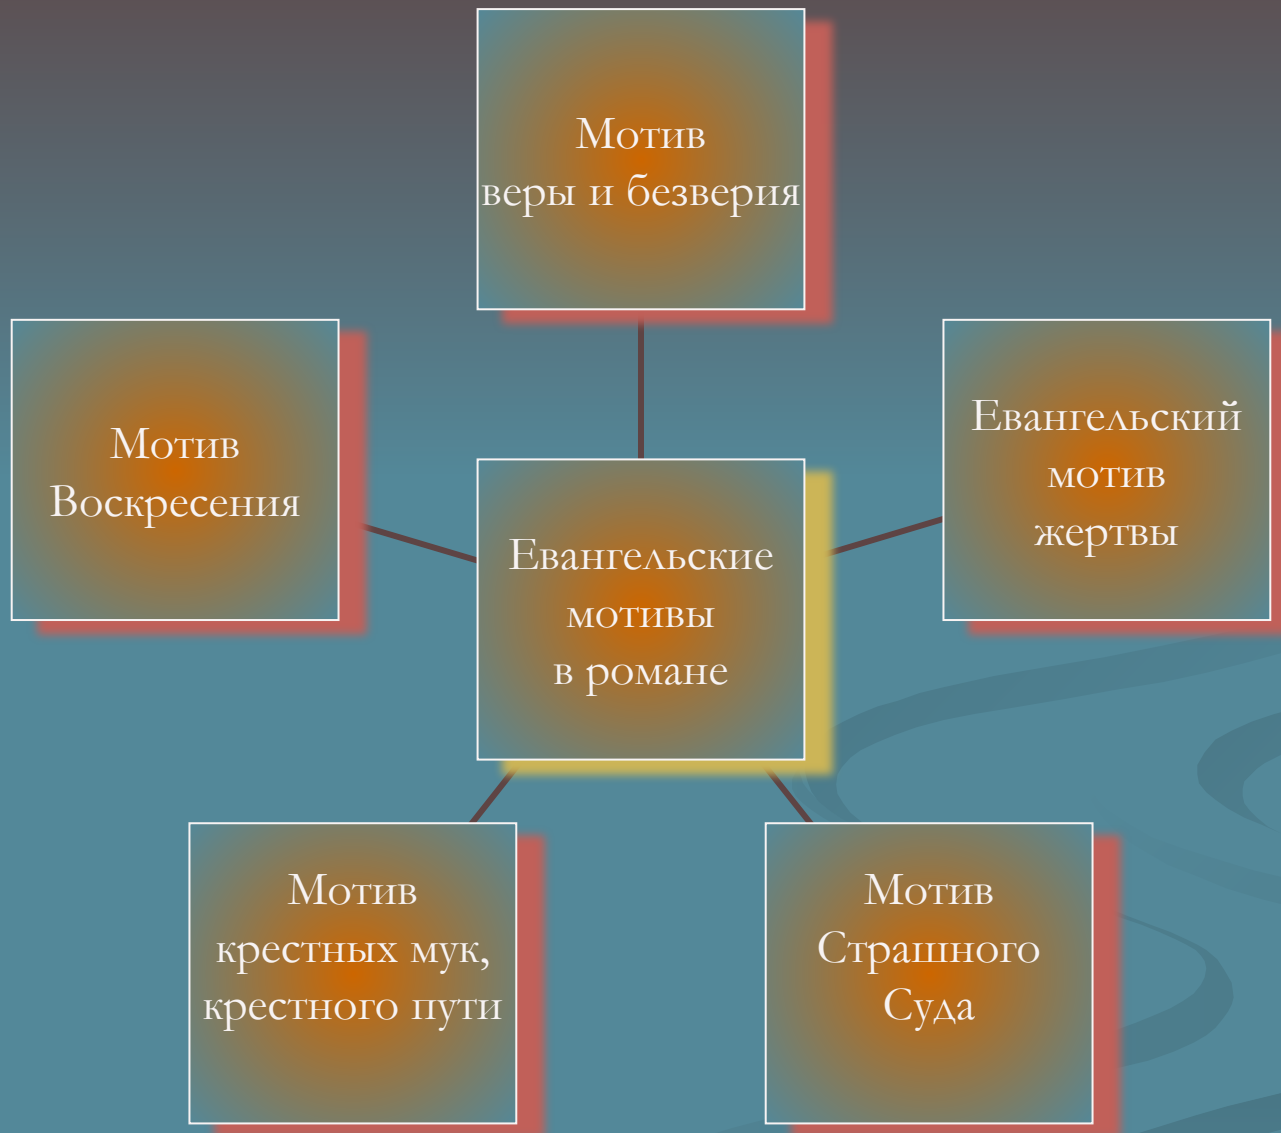 Мотив
веры и безверия
Мотив
Воскресения
Евангельский
мотив
жертвы
Евангельские
мотивы
в романе
Мотив
крестных мук,
крестного пути
Мотив
Страшного
Суда